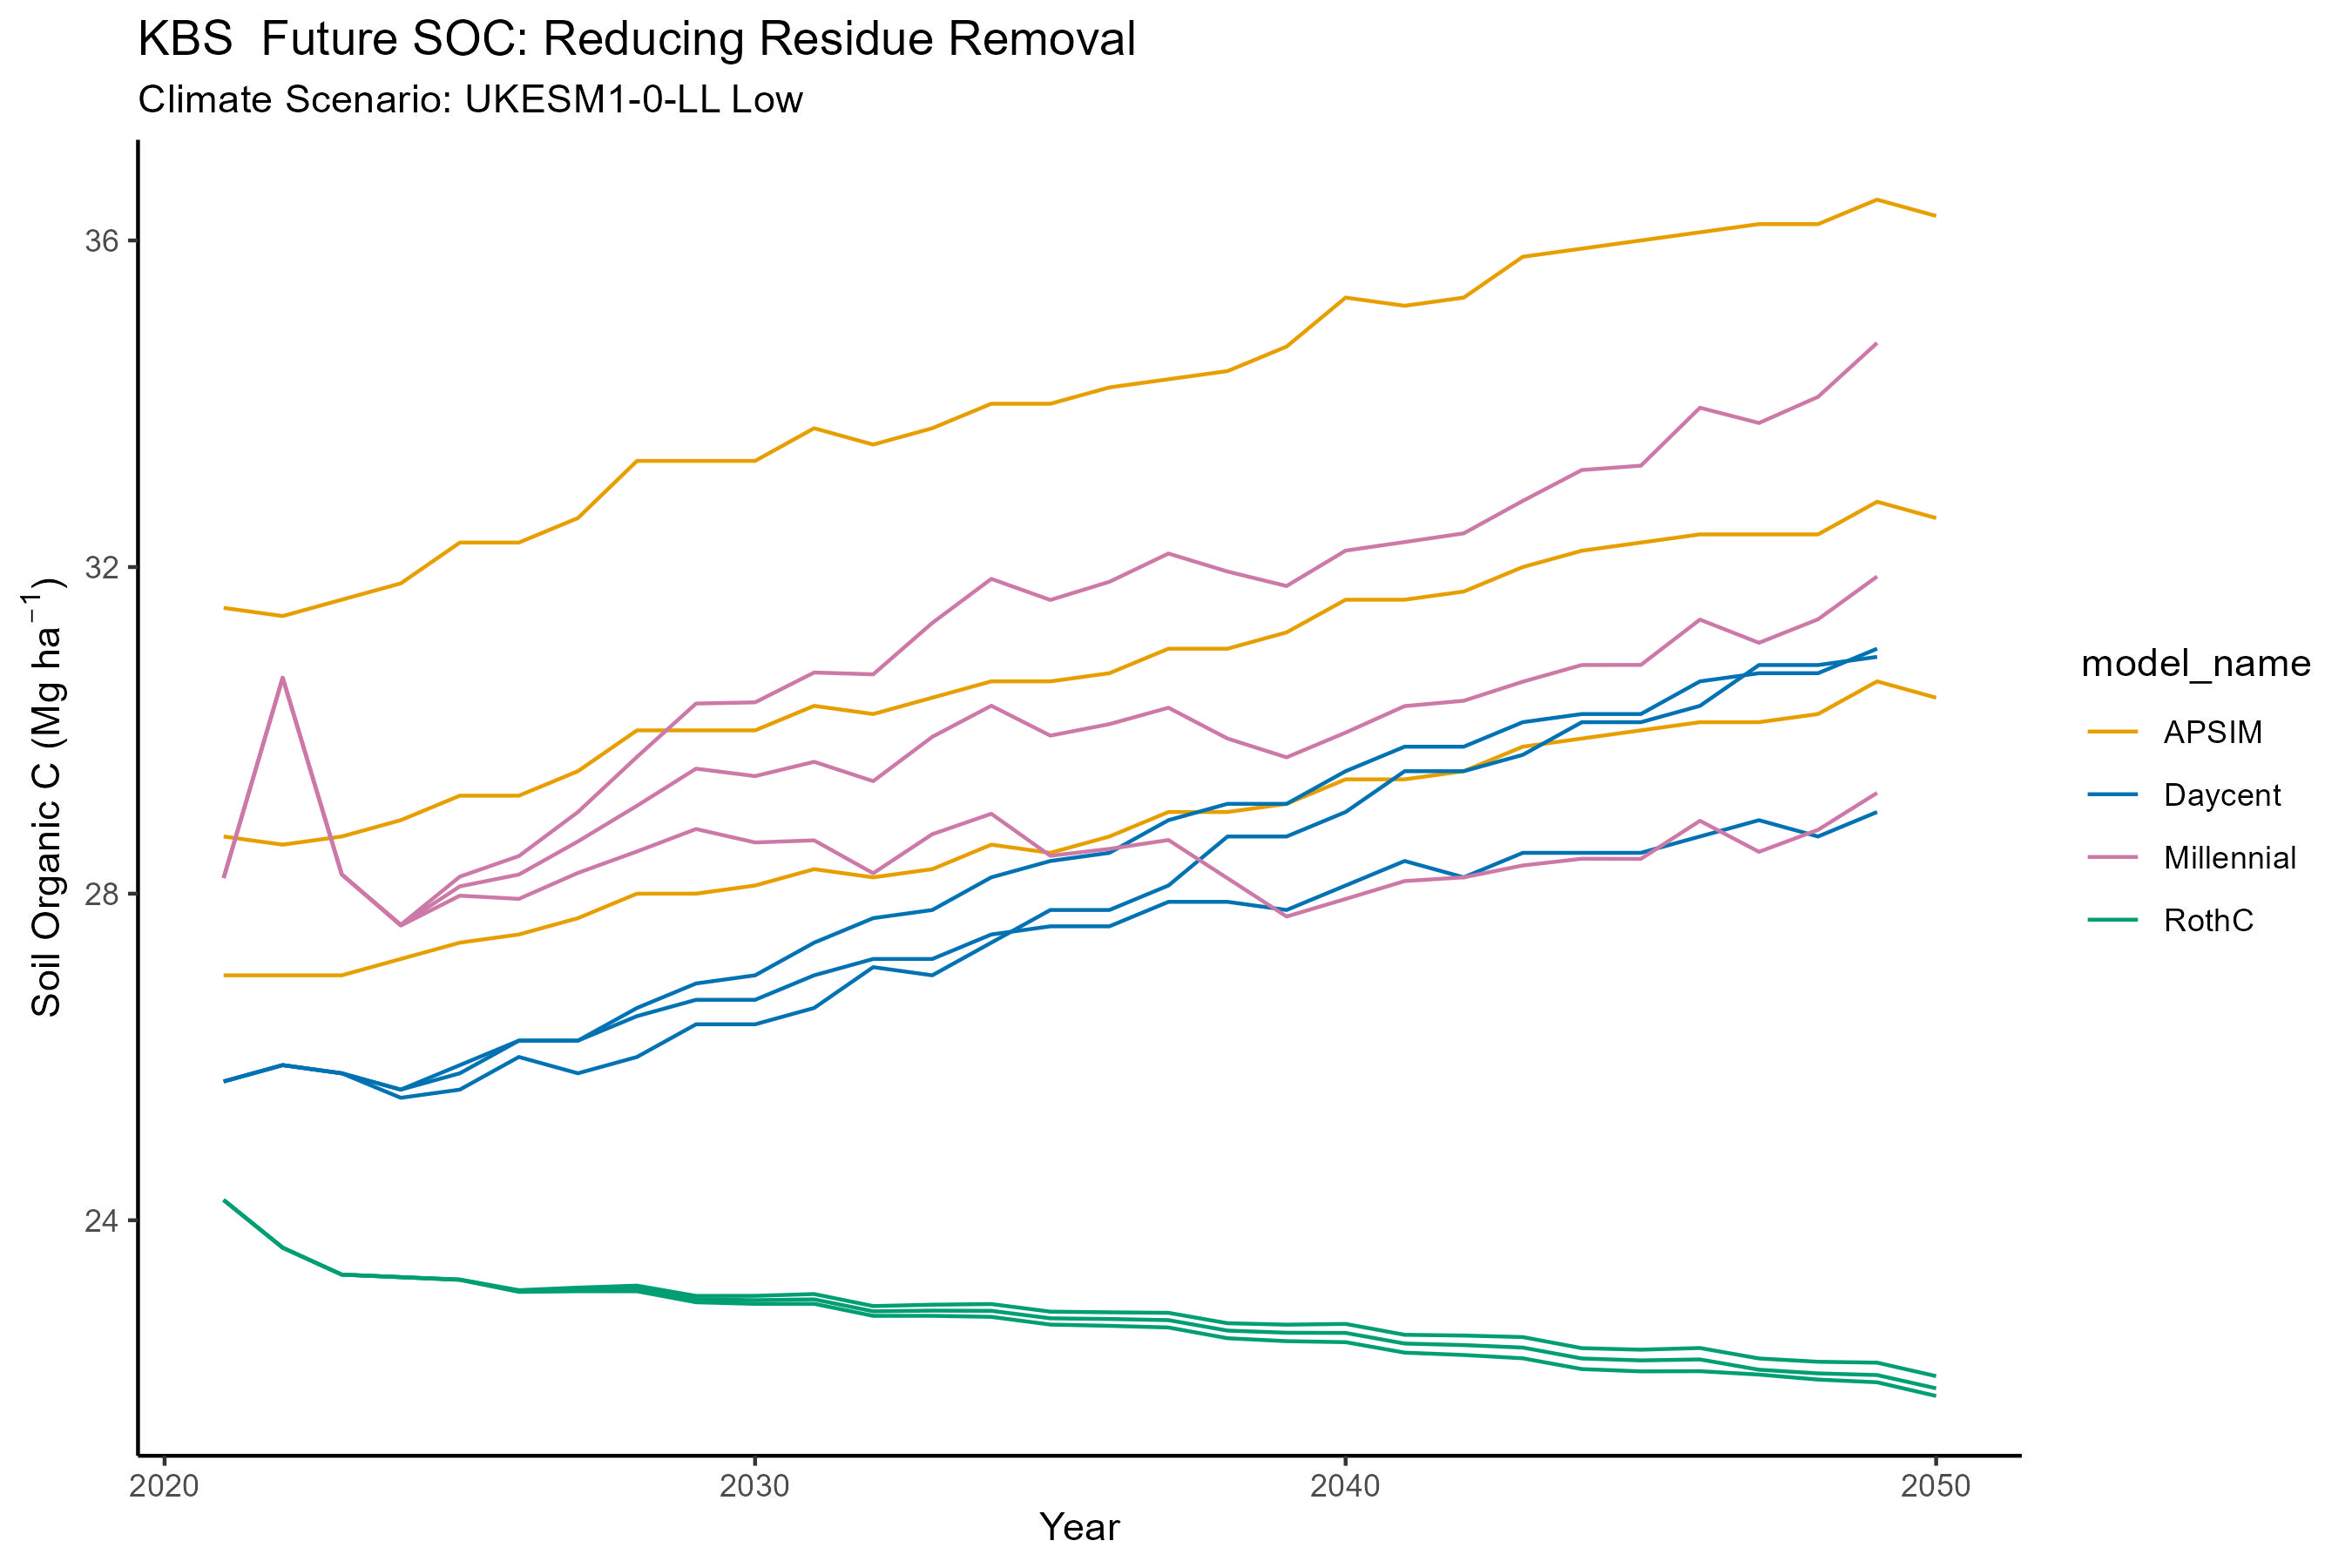 KBS  Future SOC: Reducing Residue Removal
Climate Scenario: UKESM1-0-LL Low
Soil Organic C (Mg ha⁻¹)
36
32
28
24
2020
2030
2040
2050
Year
model_name
APSIM
Daycent
Millennial
RothC